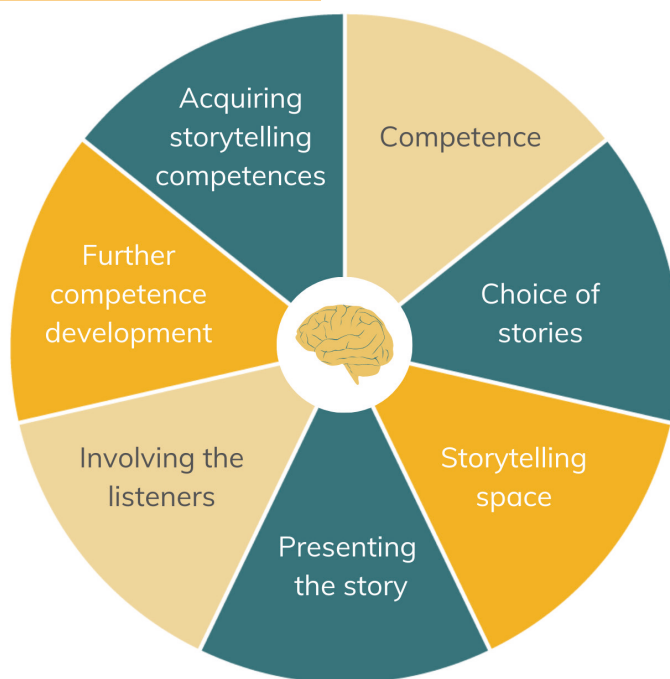 Acquiring
storytelling
competences
Competence
Choice of
stories
Storytelling
space
Presenting
the story
Involving the
listeners
Further
competence
development